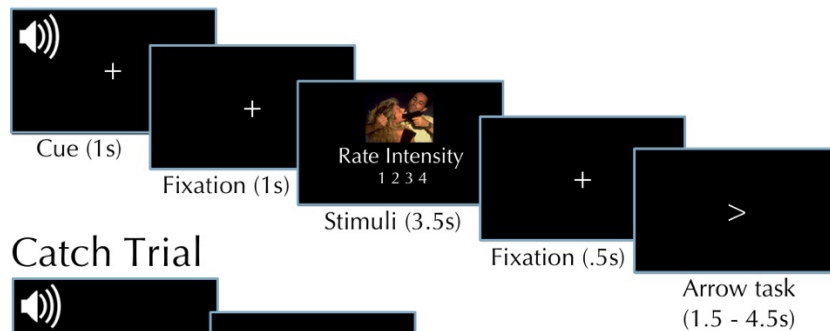 +
+
Rate Intensity
1 2 3 4
+
>
Cue (1s)
Fixation (1s)
Stimuli (3.5s)
Fixation (.5s)
Arrow task
(1.5 - 4.5s)
Catch Trial